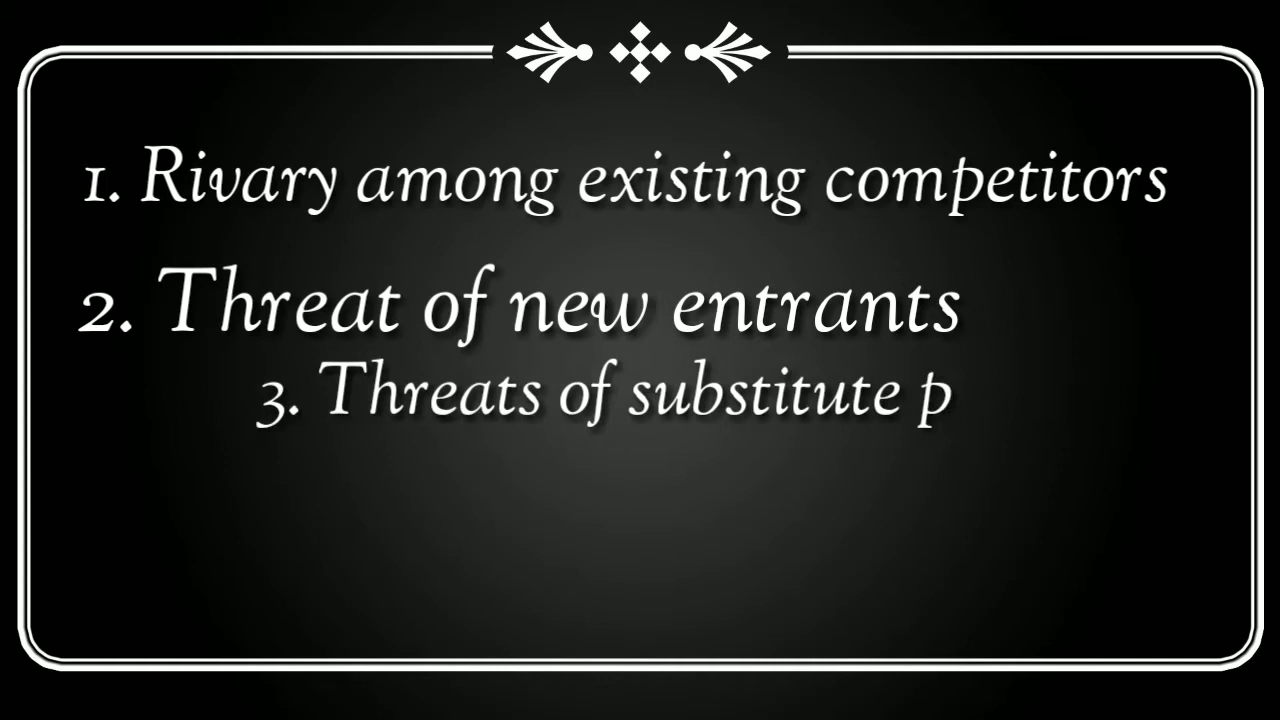 1. Rivary among existing competitors
2. Threat of new entrants
3. Threats of substitute p